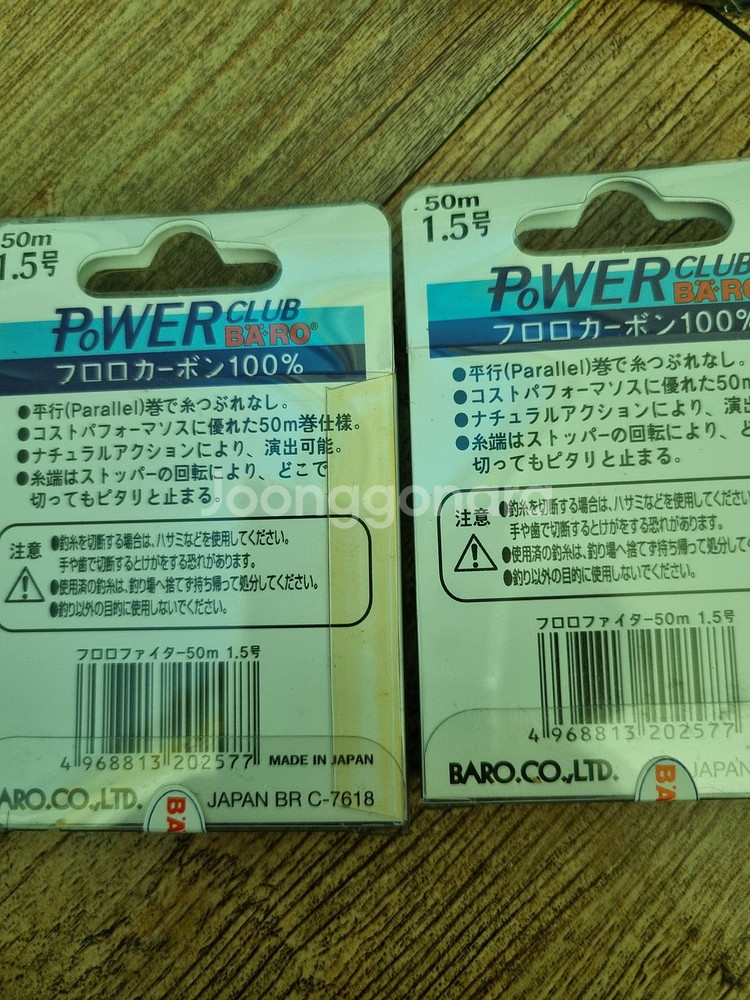 50m
1.5号
POWER CLUB
BÄ·RO®
フロロカーボン100%
●平行(Parallel)巻で糸つぶれなし。
●コストパフォーマソスに優れた50m巻仕様。
●ナチュラルアクションにより、演出可能。
●糸端はストッパーの回転により、どこで
切ってもピタリと止まる。
注意
●釣糸を切断する場合は、ハサミなどを使用してください。
手や歯で切断するとけがをする恐れがあります。
●使用済の釣糸は、釣り場へ捨てず持ち帰って処分してください。
●釣り以外の目的に使用しないでください。
フロロファイター50m 1.5号
4 968813 202577
MADE IN JAPAN
ARO.CO.,LTD.
BA
JAPAN BR C-7618
50m
1.5号
POWER CLUB
BÄ·RO
フロロカーボン100%
●平行(Parallel)巻で糸つぶれなし。
●コストパフォーマソスに優れた50m
●ナチュラルアクションにより、演出
●糸端はストッパーの回転により、ど
切ってもピタリと止まる。
注意
●釣糸を切断する場合は、ハサミなどを使用してください
手や歯で切断するとけがをする恐れがあります。
●使用済の釣糸は、釣り場へ捨てず持ち帰って処分して
●釣り以外の目的に使用しないでください。
フロロファイター50m 1.5号
4 968813 202577
BARO.CO.,LTD.
BA
JAPAN
Joonggonara